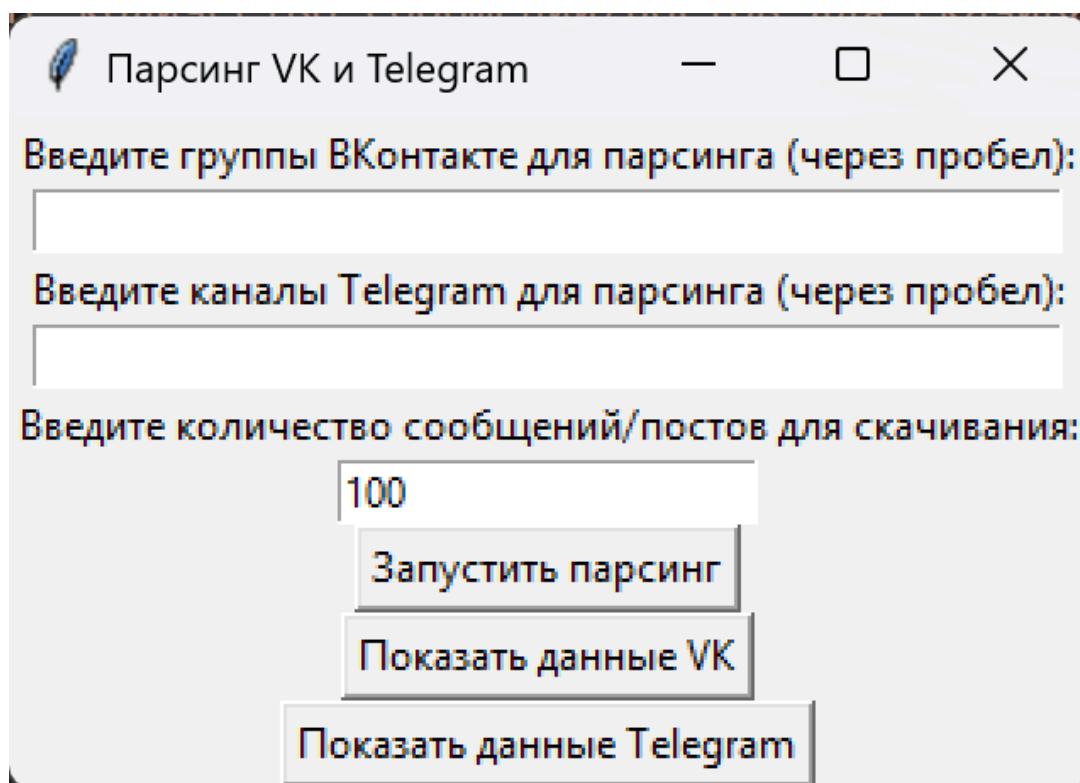 Парсинг VK и Telegram
Введите группы ВКонтакте для парсинга (через пробел):
Введите каналы Telegram для парсинга (через пробел):
Введите количество сообщений/постов для скачивания:
100
Запустить парсинг
Показать данные VK
Показать данные Telegram